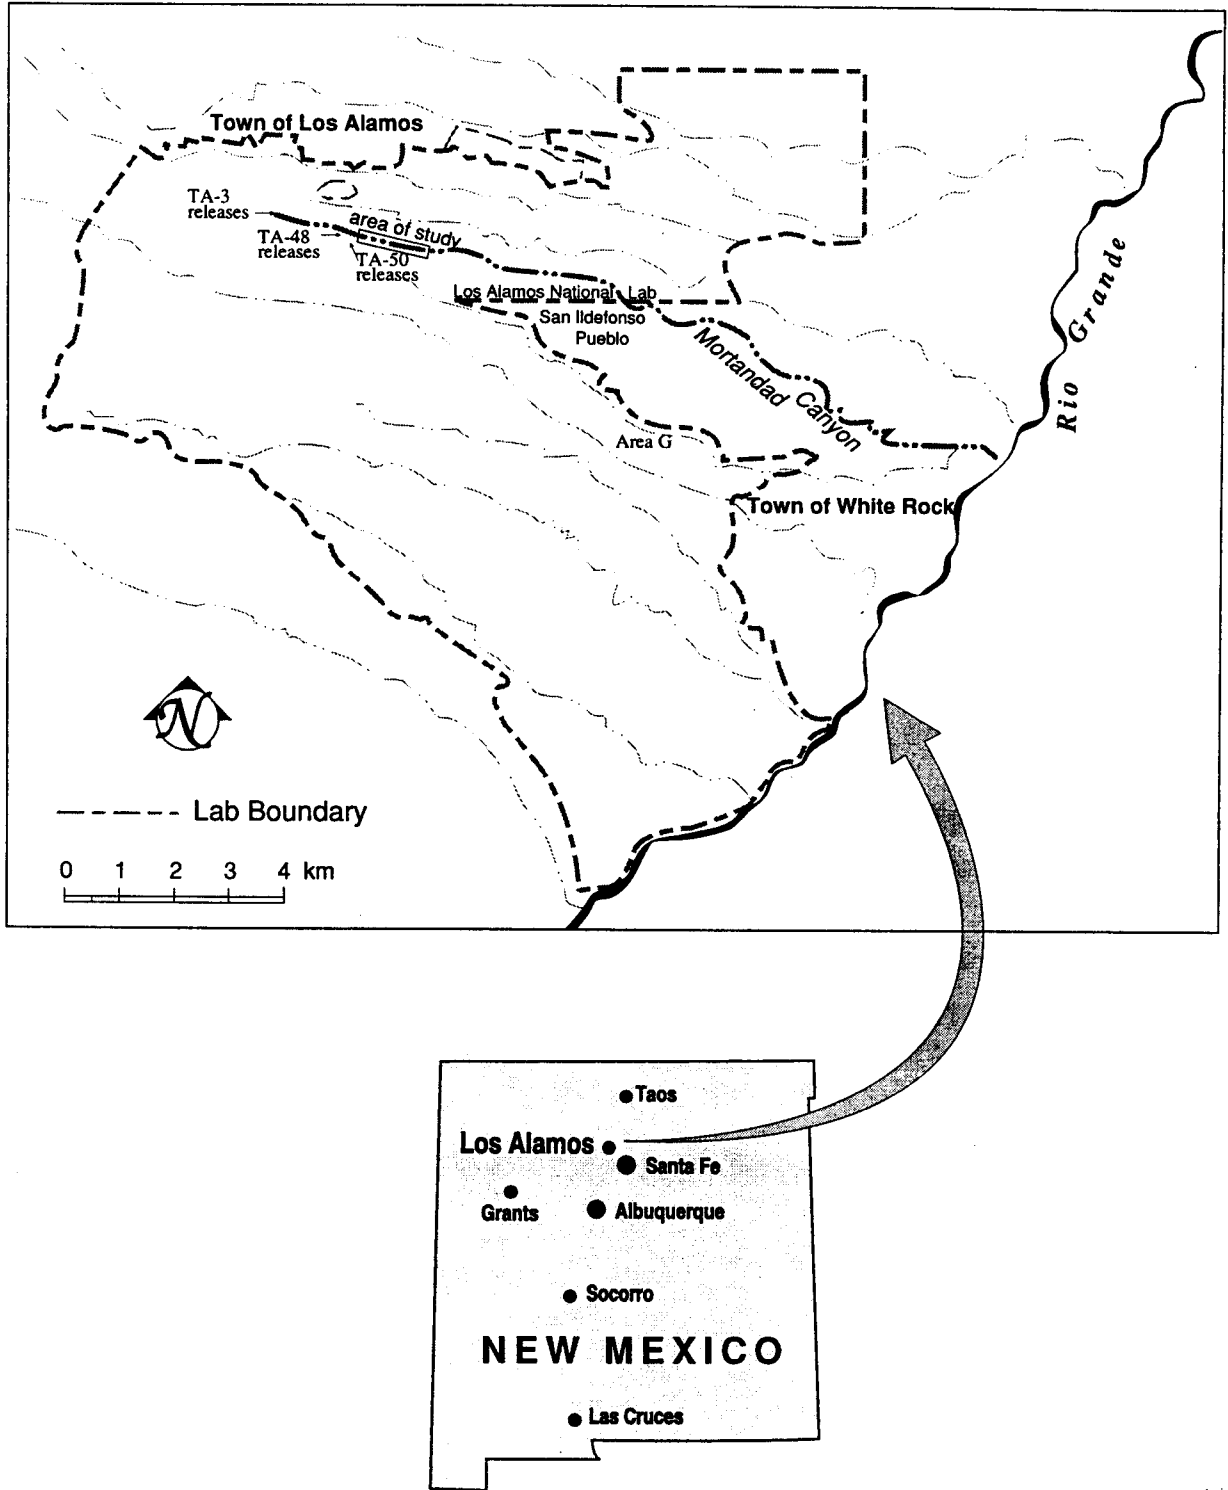 Town of Los Alamos
TA-3
releases
area of study
TA-48
releases
TA-50
releases
Los Alamos National Lab
San Ildefonso
Pueblo
Mortandad Canyon
Rio Grande
Area G
Town of White Rock
N
Lab Boundary
0 1 2 3 4 km
Taos
Los Alamos
Santa Fe
Grants
Albuquerque
Socorro
NEW MEXICO
Las Cruces